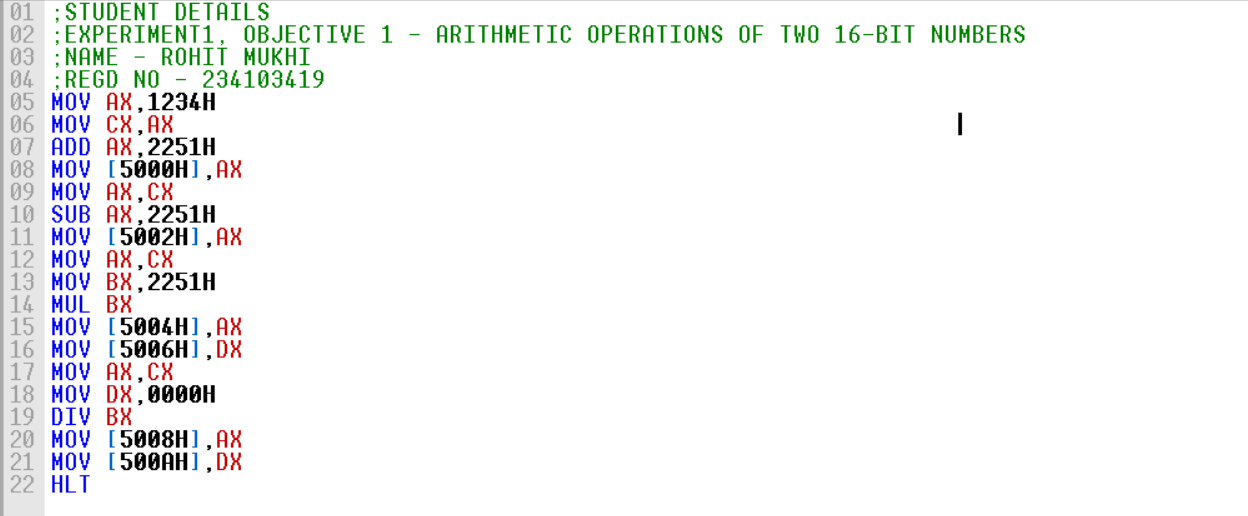 01 ;STUDENT DETAILS
02 ;EXPERIMENT1, OBJECTIVE 1 - ARITHMETIC OPERATIONS OF TWO 16-BIT NUMBERS
03 ;NAME - ROHIT MUKHI
04 ;REGD NO - 234103419
05 MOV AX,1234H
06 MOV CX,AX
07 ADD AX,2251H
08 MOV [5000H],AX
09 MOV AX,CX
10 SUB AX,2251H
11 MOV [5002H],AX
12 MOV AX,CX
13 MOV BX,2251H
14 MUL BX
15 MOV [5004H],AX
16 MOV [5006H],DX
17 MOV AX,CX
18 MOV DX,0000H
19 DIV BX
20 MOV [5008H],AX
21 MOV [500AH],DX
22 HLT